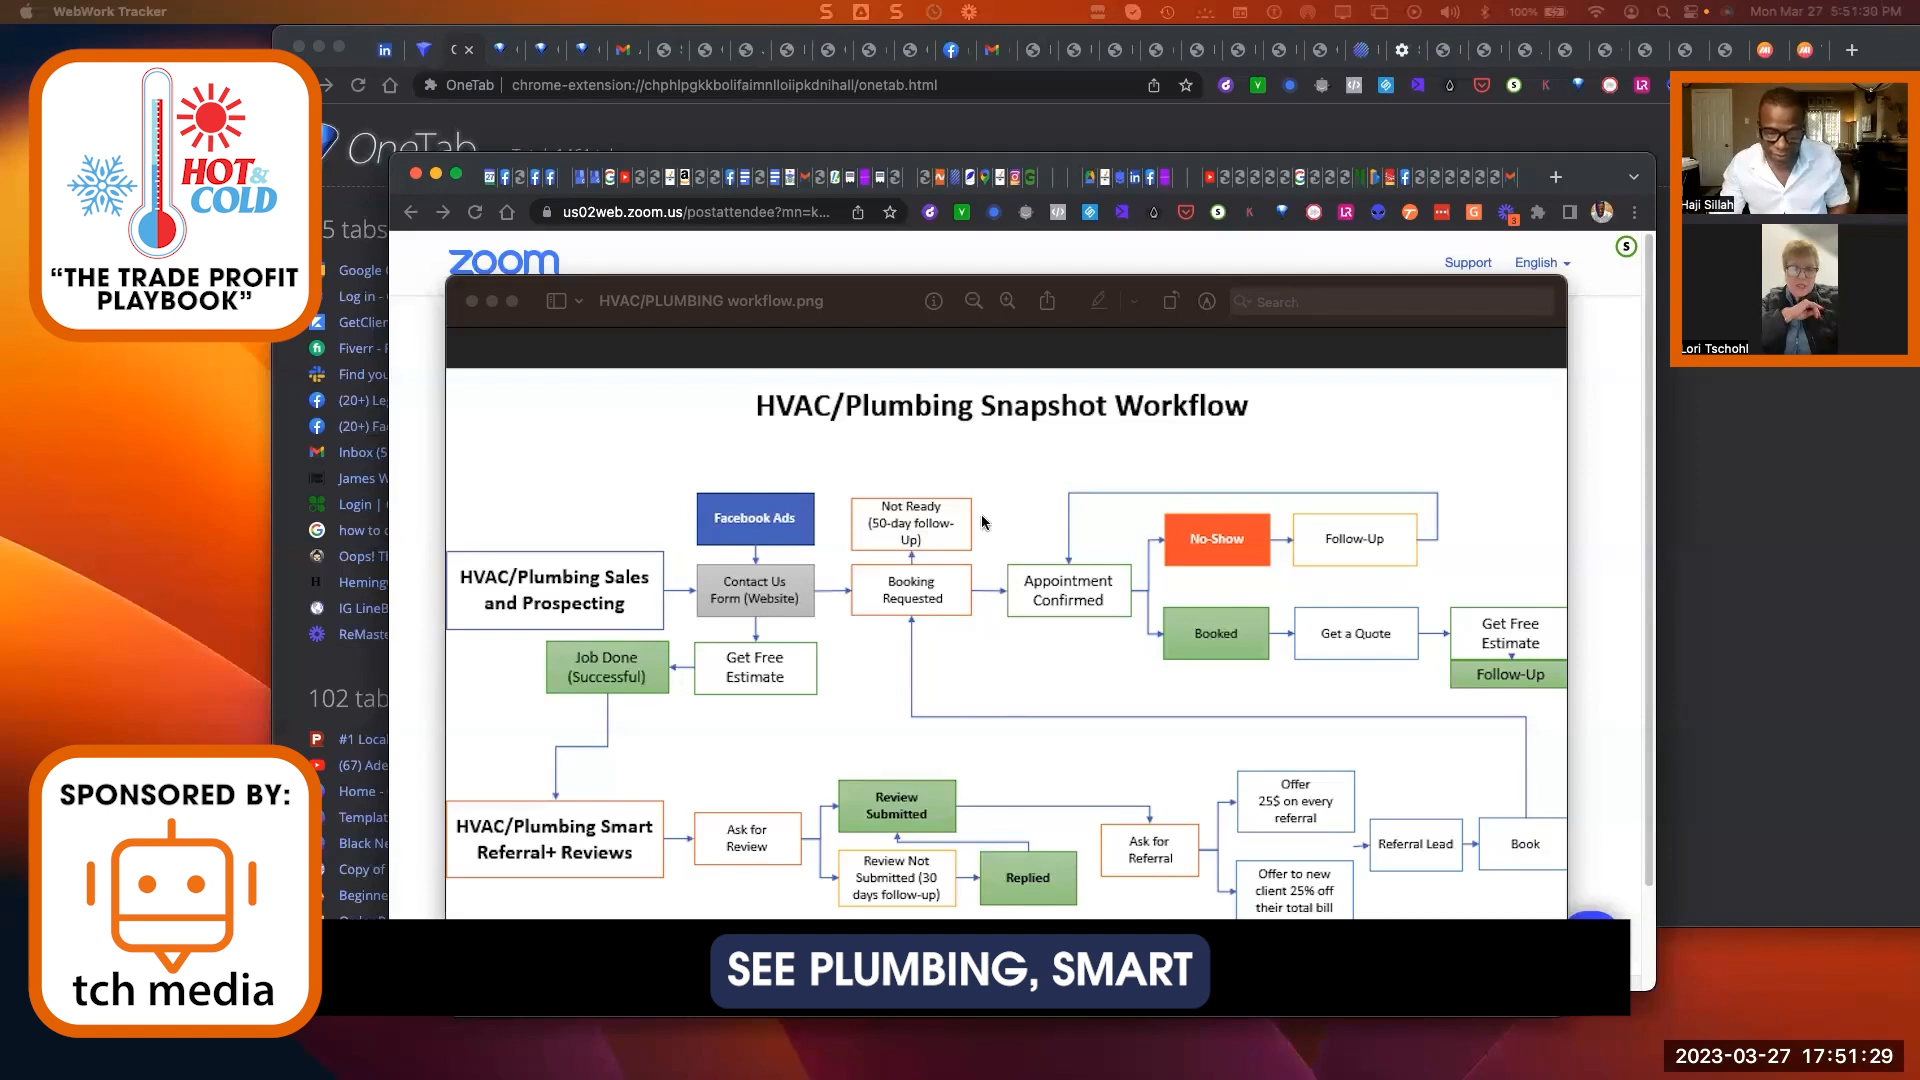 WebWork Tracker
100%
Mon Mar 27 5:51:30 PM
OneTab
chrome-extension://chphlpgkkbolifaimnlloiipkdnihall/onetab.html
HOT &
COLD
"THE TRADE PROFIT
PLAYBOOK"
OneTab
us02web.zoom.us/postattendee?mn=k...
3
Haji Sillah
Lori Tschohl
5 tabs
Google
Log in -
GetClien
Fiverr -
Find you
(20+) Le
(20+) Fa
Inbox (5
James W
Login |
how to
Oops! Th
Heming
IG LineB
ReMaste
102 tab
#1 Local
(67) Ade
Home -
Templat
Black Ne
Copy of
Beginne
zoom
Support
English
S
HVAC/PLUMBING workflow.png
Search
HVAC/Plumbing Snapshot Workflow
Facebook Ads
Not Ready
(50-day follow-
Up)
No-Show
Follow-Up
HVAC/Plumbing Sales
and Prospecting
Contact Us
Form (Website)
Booking
Requested
Appointment
Confirmed
Booked
Get a Quote
Get Free
Estimate
Follow-Up
Job Done
(Successful)
Get Free
Estimate
HVAC/Plumbing Smart
Referral+ Reviews
Ask for
Review
Review
Submitted
Review Not
Submitted (30
days follow-up)
Replied
Ask for
Referral
Offer
25$ on every
referral
Offer to new
client 25% off
their total bill
Referral Lead
Book
SPONSORED BY:
tch media
SEE PLUMBING, SMART
2023-03-27 17:51:29